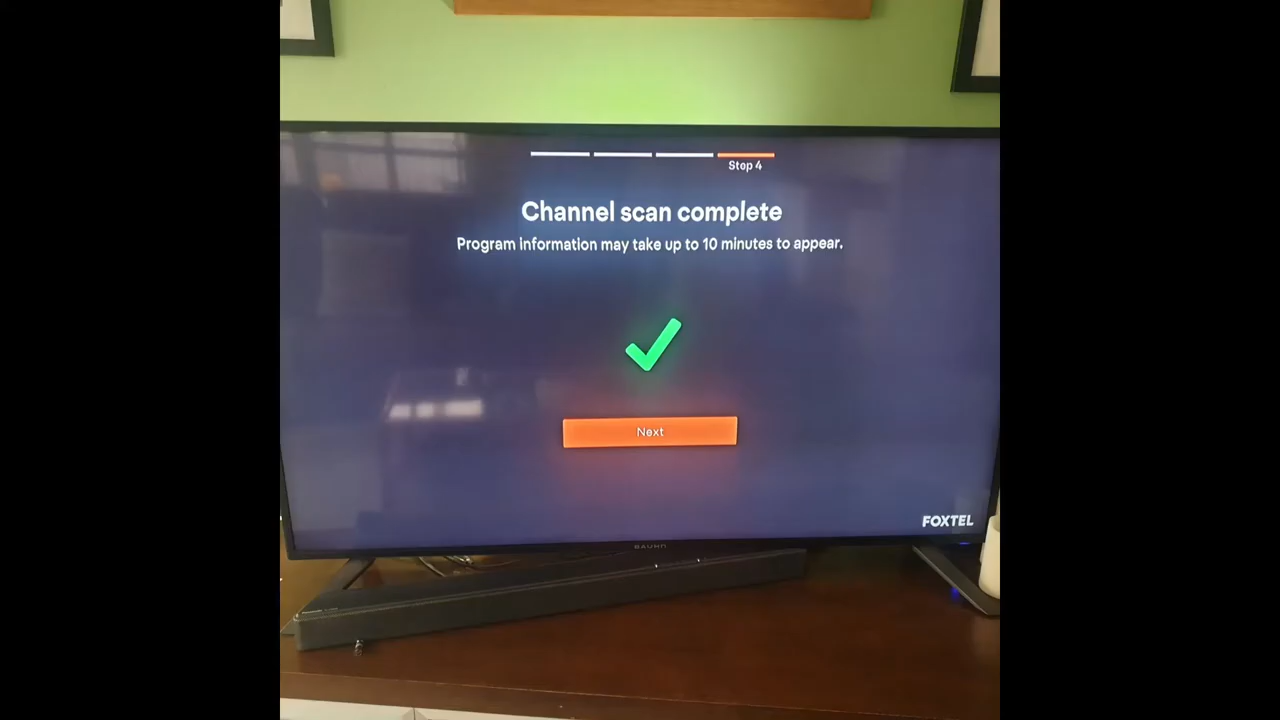 Step 4
Channel scan complete
Program information may take up to 10 minutes to appear.
Next
FOXTEL